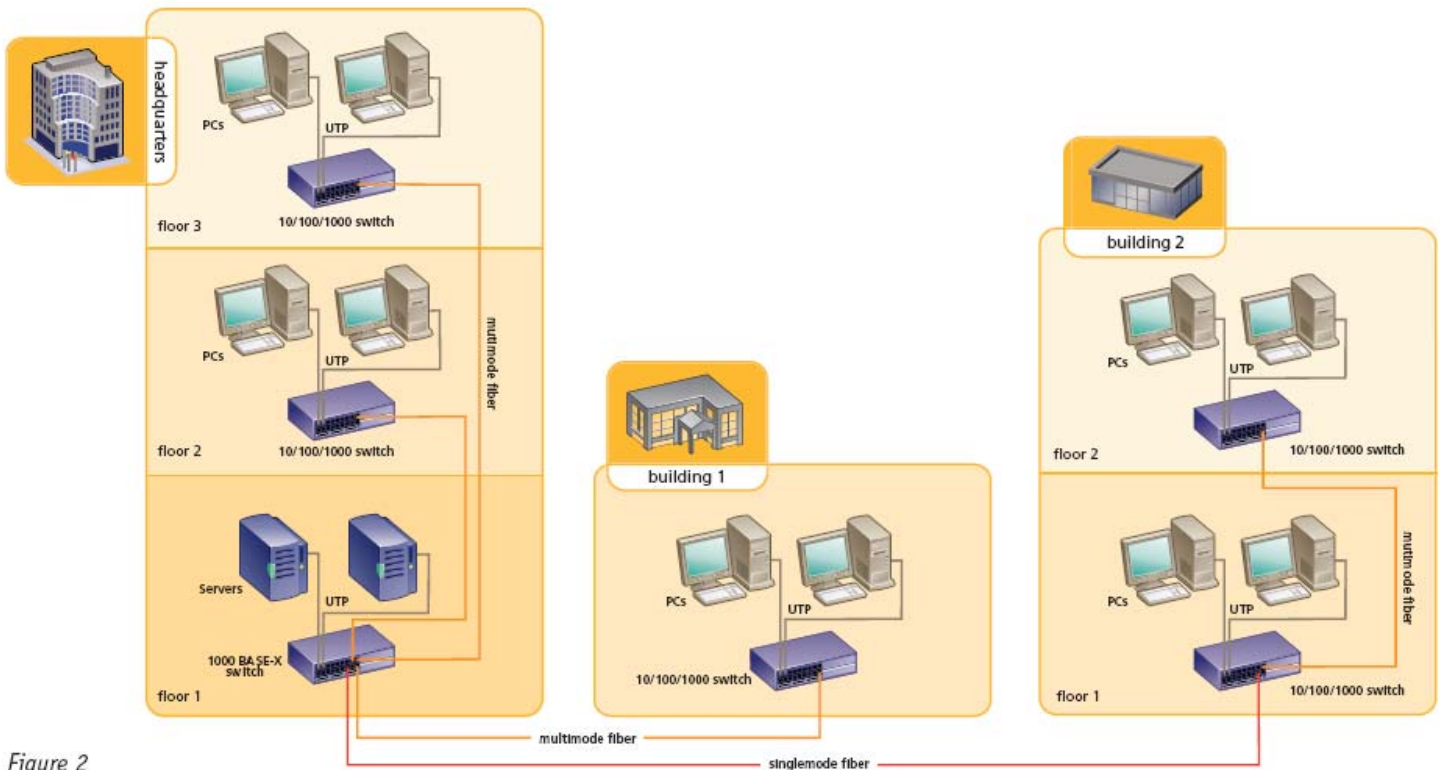 headquarters
PCs
UTP
10/100/1000 switch
floor 3
mutimode fiber
PCs
UTP
10/100/1000 switch
floor 2
Servers
UTP
1000 BASE-X
switch
floor 1
building 1
PCs
UTP
10/100/1000 switch
building 2
PCs
UTP
10/100/1000 switch
floor 2
mutimode fiber
PCs
UTP
10/100/1000 switch
floor 1
multimode fiber
singlemode fiber
Figure 2